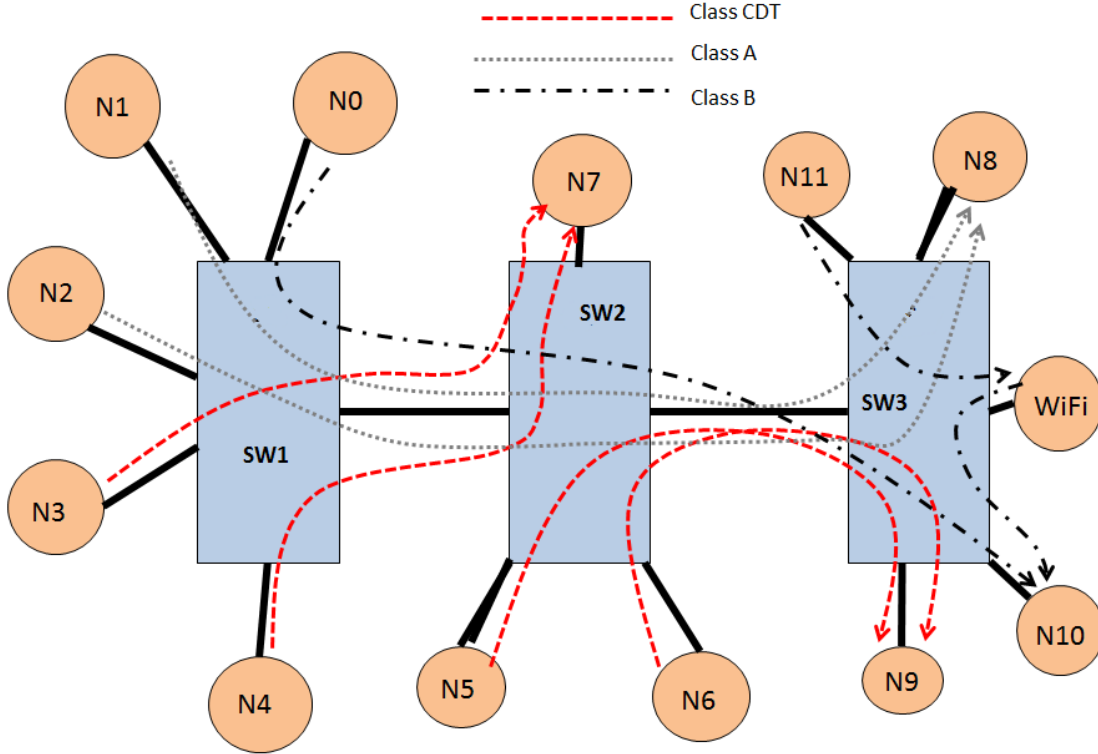 Class CDT
Class A
Class B
N1
N0
N7
N11
N8
N2
SW2
SW3
WiFi
SW1
N3
N4
N5
N6
N9
N10